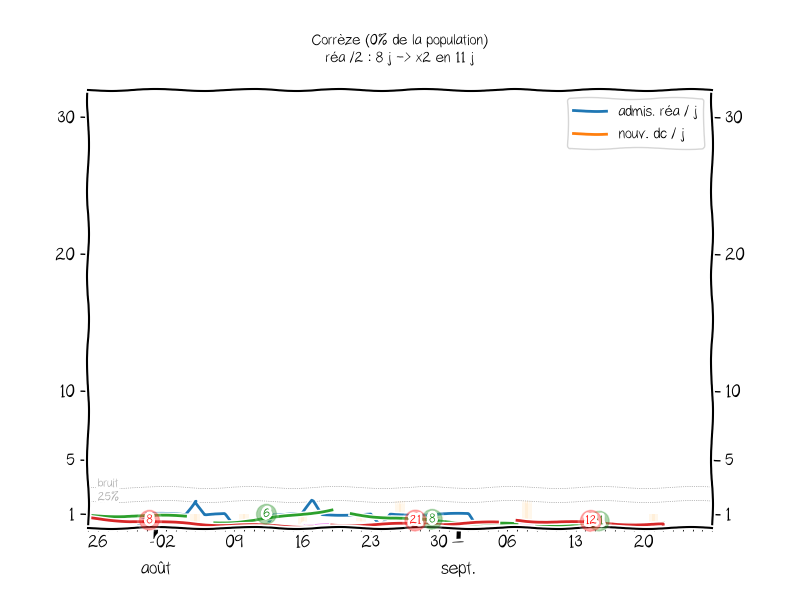 Corrèze (0% de la population)
réa /2 : 8 j -> x2 en 11 j
admis. réa / j
nouv. dc / j
30 30
20 20
10 10
5 5
bruit
25%
1 1
8 6 21 8 12
26 02 09 16 23 30 06 13 20
août sept.